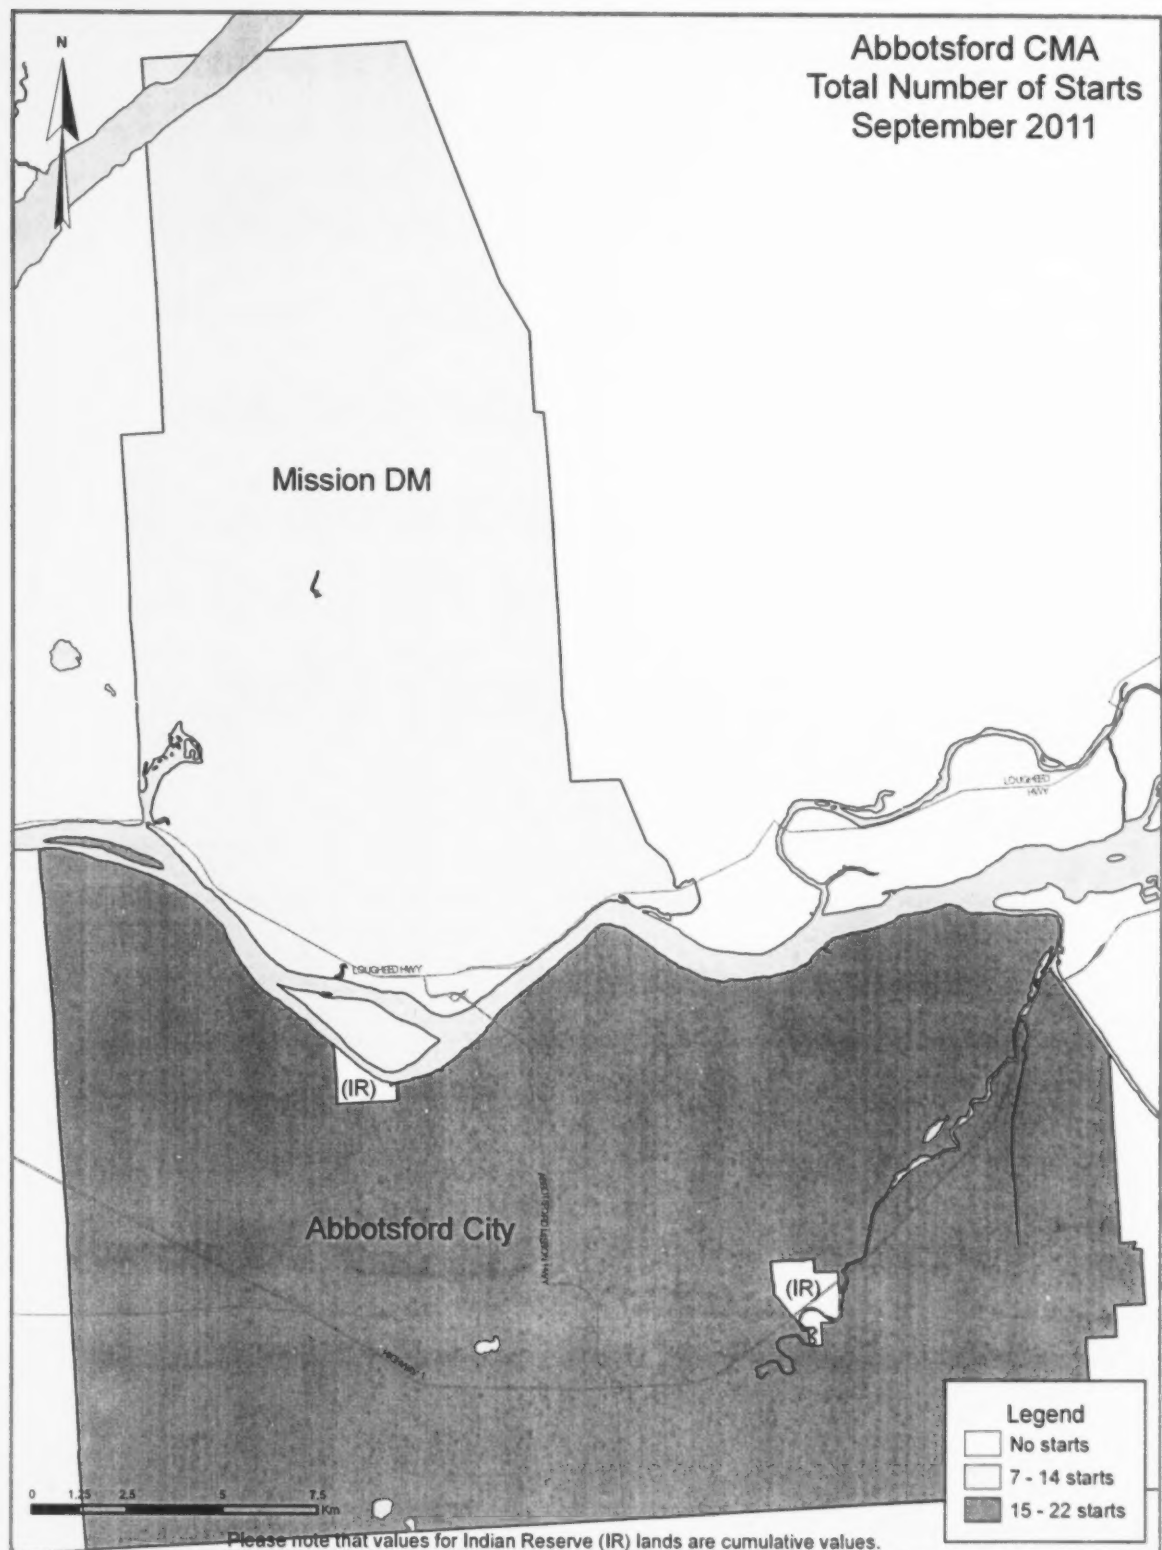 Abbotsford CMA
Total Number of Starts
September 2011
N
Mission DM
LOUGHEED
HWY
LOUGHEED HWY
(IR)
Abbotsford City
(IR)
HIGHWAY 1
Legend
No starts
7 - 14 starts
15 - 22 starts
0 1.25 2.5 5 7.5
Km
Please note that values for Indian Reserve (IR) lands are cumulative values.